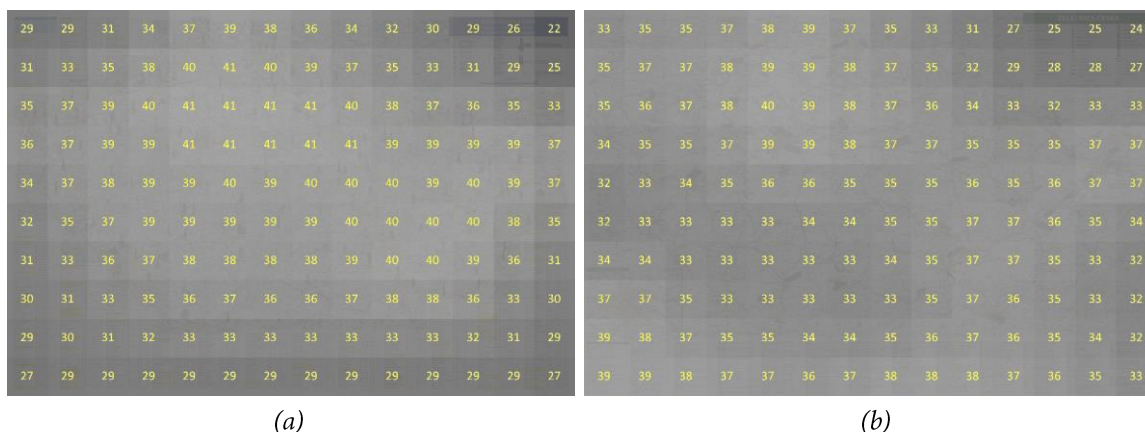 29 29 31 34 37 39 38 36 34 32 30 29 26 22
31 33 35 38 40 41 40 39 37 35 33 31 29 25
35 37 39 40 41 41 41 41 40 38 37 36 35 33
36 37 39 39 41 41 41 41 41 39 39 39 39 37
34 37 38 39 39 40 39 40 40 40 39 40 39 37
32 35 37 39 39 39 39 39 40 40 40 40 38 35
31 33 36 37 38 38 38 38 39 40 40 39 36 31
30 31 33 35 36 37 36 36 37 38 38 36 33 30
29 30 31 32 33 33 33 33 33 33 33 32 31 29
27 29 29 29 29 29 29 29 29 29 29 29 29 27
(a)
33 35 35 37 38 39 37 35 33 31 27 25 25 24
35 37 37 38 39 39 38 37 35 32 29 28 28 27
35 36 37 38 40 39 38 37 36 34 33 32 33 33
34 35 35 37 39 39 38 37 37 35 35 35 37 37
32 33 34 35 36 36 35 35 35 36 35 36 37 37
32 33 33 33 33 34 34 35 35 37 37 36 35 34
34 34 33 33 33 33 33 34 35 37 37 35 33 32
37 37 35 33 33 33 33 33 35 37 36 35 33 32
39 38 37 35 35 34 34 35 36 37 36 35 34 32
39 39 38 37 37 36 37 38 38 38 37 36 35 33
(b)